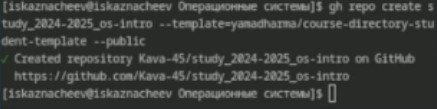 [iskaznacheev@iskaznacheev Операционные системы]$ gh repo create s
tudy_2024-2025_os-intro --template=yamadharma/course-directory-stu
dent-template --public
✓ Created repository Kava-45/study_2024-2025_os-intro on GitHub
https://github.com/Kava-45/study_2024-2025_os-intro
[iskaznacheev@iskaznacheev Операционные системы]$